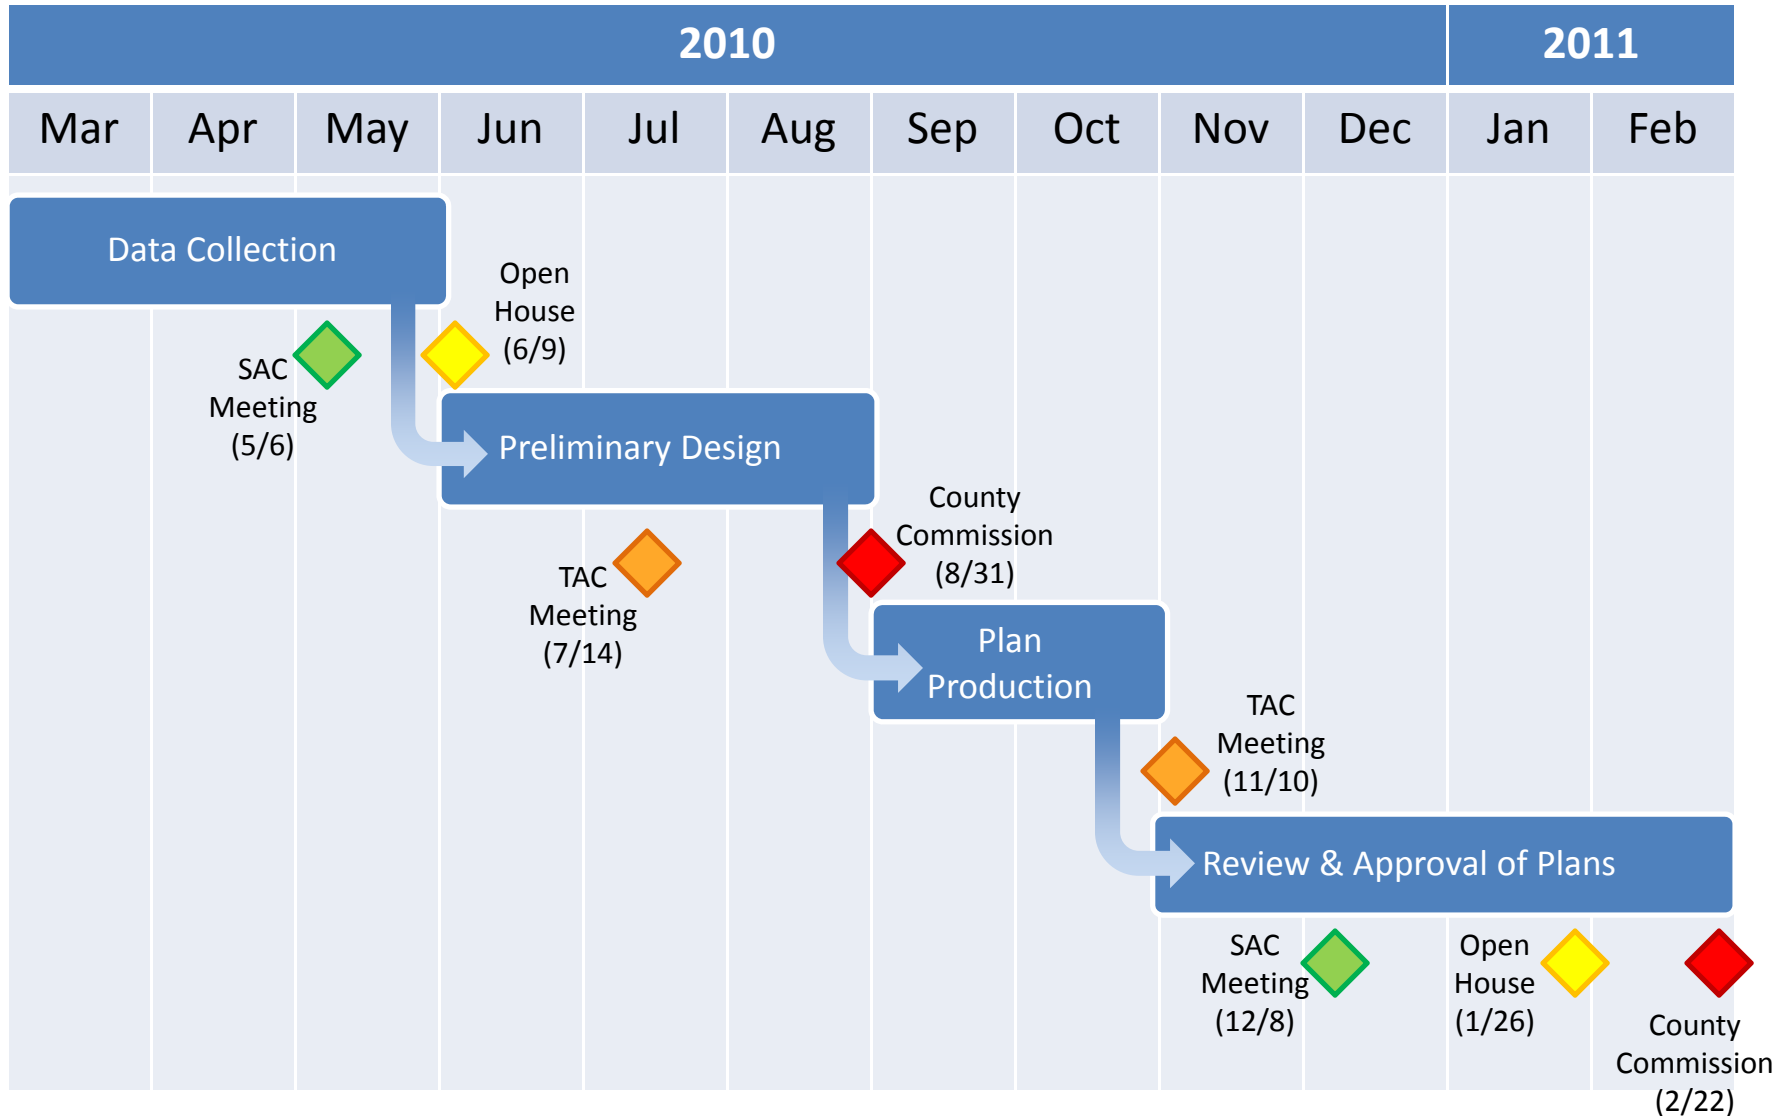 2010 2011
Mar Apr May Jun Jul Aug Sep Oct Nov Dec Jan Feb
Data Collection
Open
House
(6/9)
SAC
Meeting
(5/6)
Preliminary Design
County
Commission
(8/31)
TAC
Meeting
(7/14)
Plan
Production
TAC
Meeting
(11/10)
Review & Approval of Plans
SAC
Meeting
(12/8)
Open
House
(1/26)
County
Commission
(2/22)